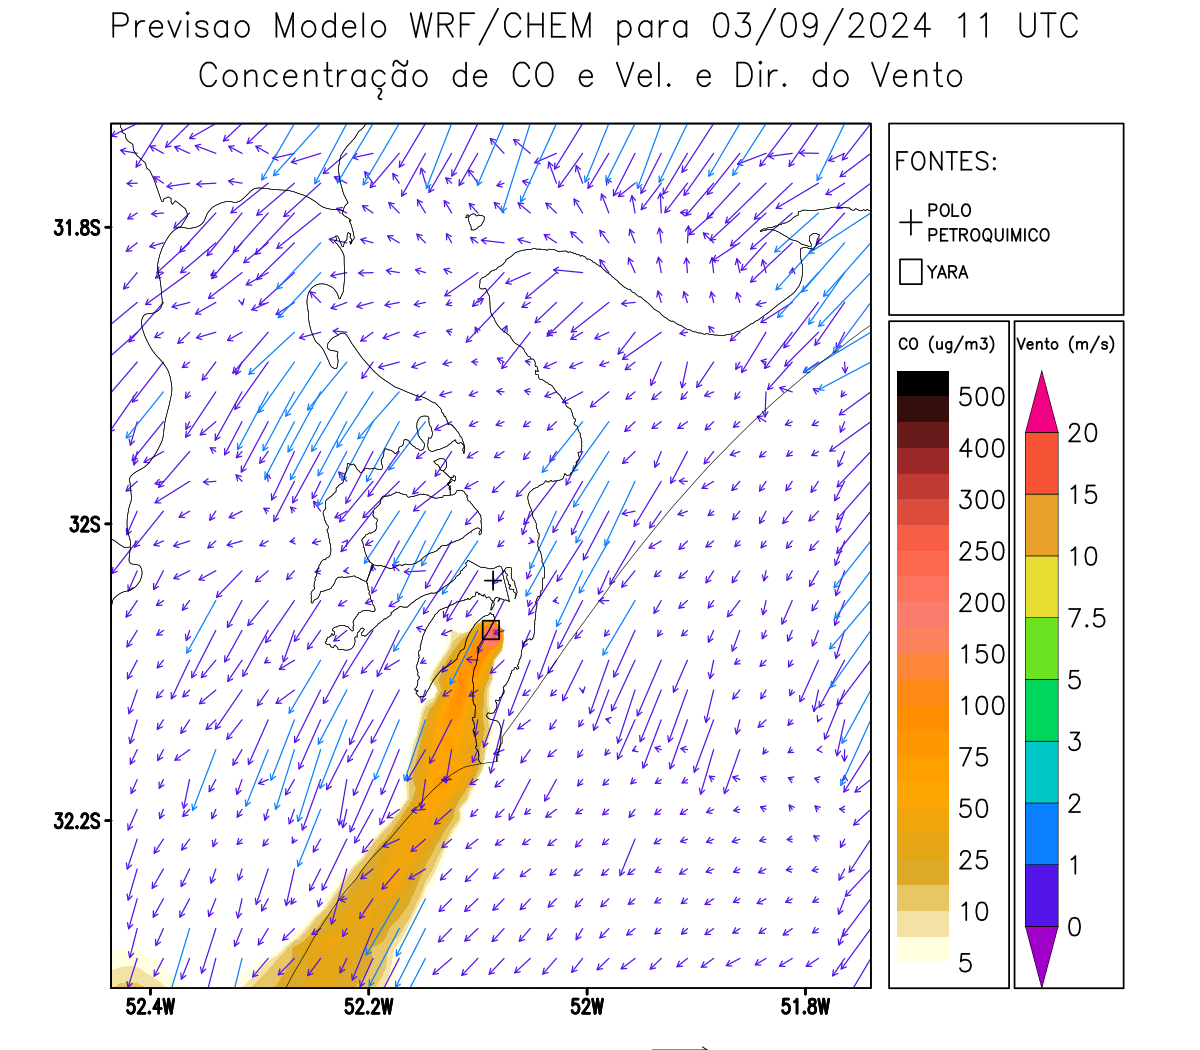 Previsao Modelo WRF/CHEM para 03/09/2024 11 UTC
Concentração de CO e Vel. e Dir. do Vento
FONTES:
POLO
PETROQUIMICO
YARA
CO (ug/m3)
500
400
300
250
200
150
100
75
50
25
10
5
Vento (m/s)
20
15
10
7.5
5
3
2
1
0
31.8S
32S
32.2S
52.4W
52.2W
52W
51.8W